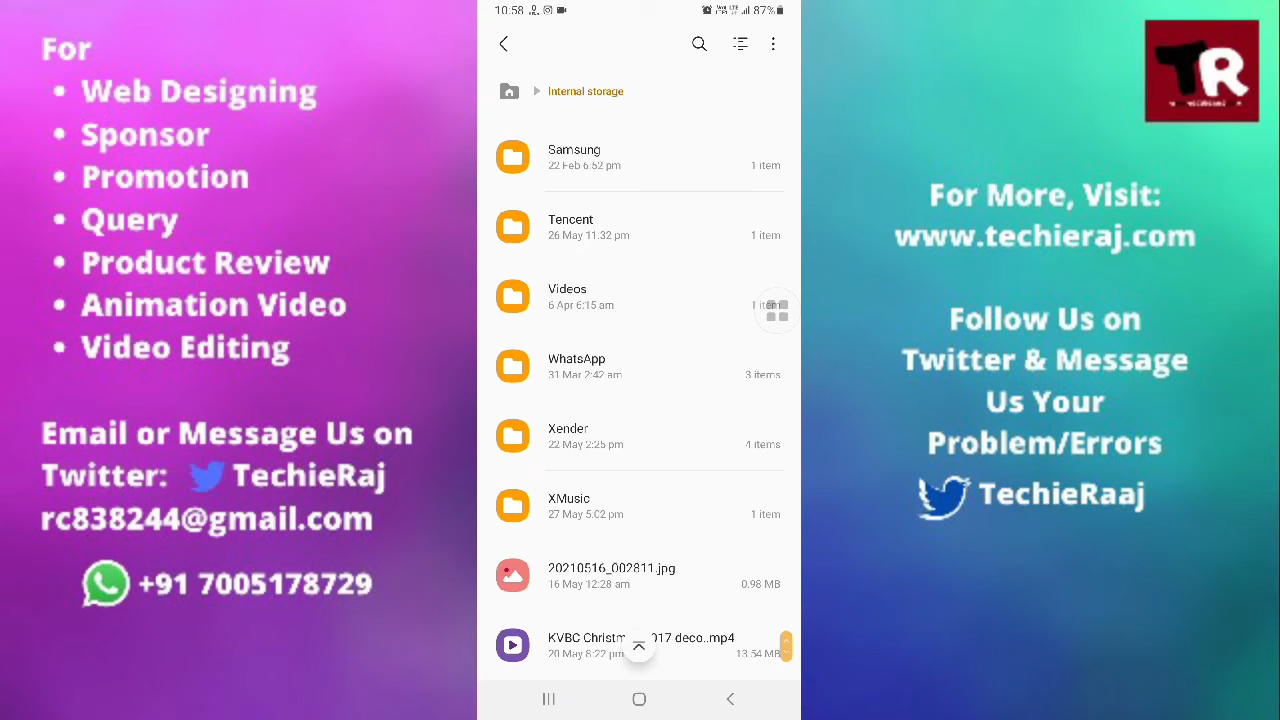 For
• Web Designing
• Sponsor
• Promotion
• Query
• Product Review
• Animation Video
• Video Editing
Email or Message Us on
Twitter: TechieRaj
rc838244@gmail.com
+91 7005178729
10:58
87%
Internal storage
Samsung
22 Feb 6:52 pm 1 item
Tencent
26 May 11:32 pm 1 item
Videos
6 Apr 6:15 am 1 item
WhatsApp
31 Mar 2:42 am 3 items
Xender
22 May 2:25 pm 4 items
XMusic
27 May 5:02 pm 1 item
20210516_002811.jpg
16 May 12:28 am 0.98 MB
KVBC Christm 017 deco..mp4
20 May 8:22 pm 13.54 MB
TR
For More, Visit:
www.techieraj.com
Follow Us on
Twitter & Message
Us Your
Problem/Errors
TechieRaaj